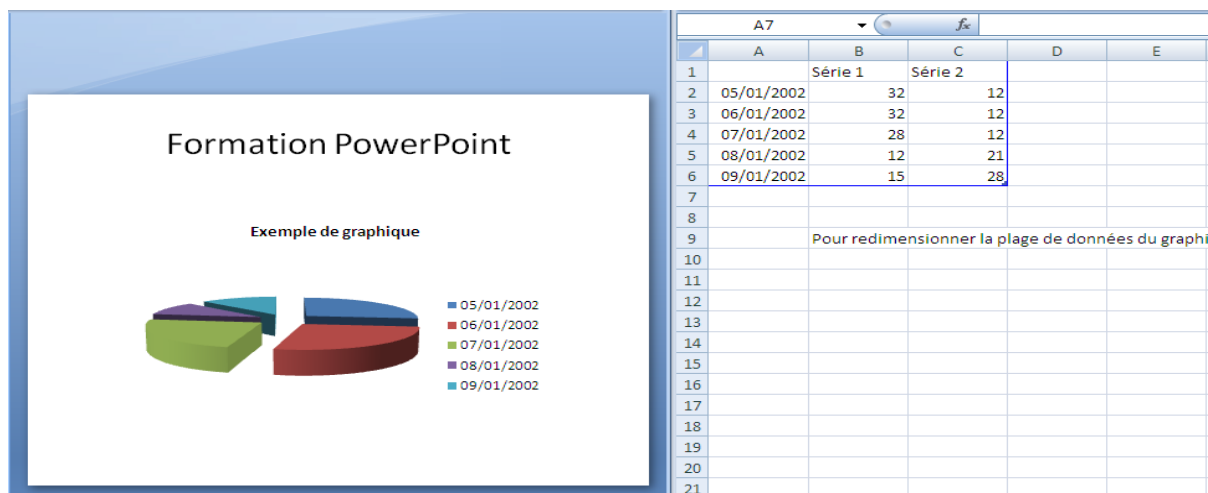 Formation PowerPoint
Exemple de graphique
05/01/2002
06/01/2002
07/01/2002
08/01/2002
09/01/2002
A7 fx
A B C D E
1 Série 1 Série 2
2 05/01/2002 32 12
3 06/01/2002 32 12
4 07/01/2002 28 12
5 08/01/2002 12 21
6 09/01/2002 15 28
7
8
9 Pour redimensionner la plage de données du graphi
10
11
12
13
14
15
16
17
18
19
20
21